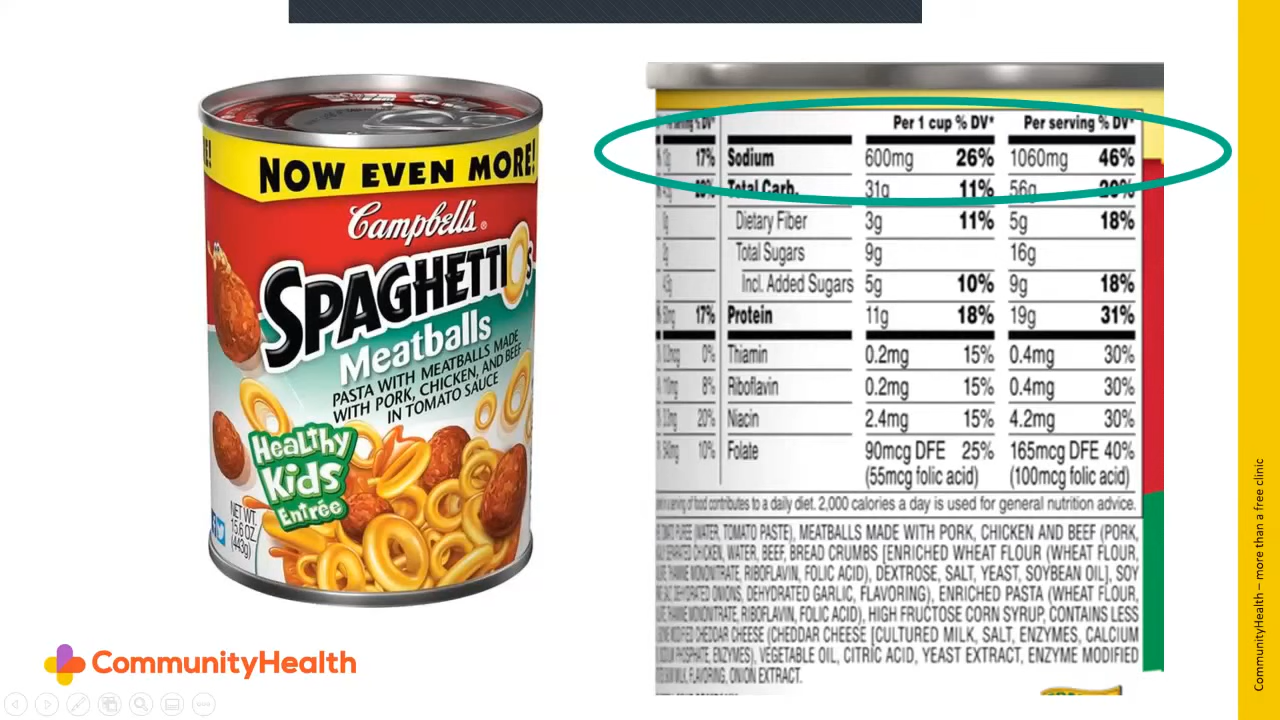 NOW EVEN MORE!
Campbell's®
SPAGHETTIOs
Meatballs
PASTA WITH MEATBALLS MADE
WITH PORK, CHICKEN, AND BEEF
IN TOMATO SAUCE
Healthy
Kids
Entrée
NET WT.
15.6 OZ
(443g)
CommunityHealth
Per 1 cup % DV* Per serving % DV*
17% Sodium 600mg 26% 1060mg 46%
Total Carb. 31g 11% 56g 20%
Dietary Fiber 3g 11% 5g 18%
Total Sugars 9g 16g
Incl. Added Sugars 5g 10% 9g 18%
17% Protein 11g 18% 19g 31%
0% Thiamin 0.2mg 15% 0.4mg 30%
8% Riboflavin 0.2mg 15% 0.4mg 30%
20% Niacin 2.4mg 15% 4.2mg 30%
10% Folate 90mcg DFE 25% 165mcg DFE 40%
(55mcg folic acid) (100mcg folic acid)
serving of food contributes to a daily diet. 2,000 calories a day is used for general nutrition advice.
(WATER, TOMATO PASTE), MEATBALLS MADE WITH PORK, CHICKEN AND BEEF (PORK,
CHICKEN, WATER, BEEF, BREAD CRUMBS [ENRICHED WHEAT FLOUR (WHEAT FLOUR,
RIBOFLAVIN, FOLIC ACID), DEXTROSE, SALT, YEAST, SOYBEAN OIL], SOY
DEHYDRATED ONIONS, DEHYDRATED GARLIC, FLAVORING), ENRICHED PASTA (WHEAT FLOUR,
RIBOFLAVIN, FOLIC ACID), HIGH FRUCTOSE CORN SYRUP, CONTAINS LESS
CHEDDAR CHEESE (CHEDDAR CHEESE [CULTURED MILK, SALT, ENZYMES, CALCIUM
PHOSPHATE, ENZYMES), VEGETABLE OIL, CITRIC ACID, YEAST EXTRACT, ENZYME MODIFIED
MILK, FLAVORING, ONION EXTRACT.
CommunityHealth – more than a free clinic